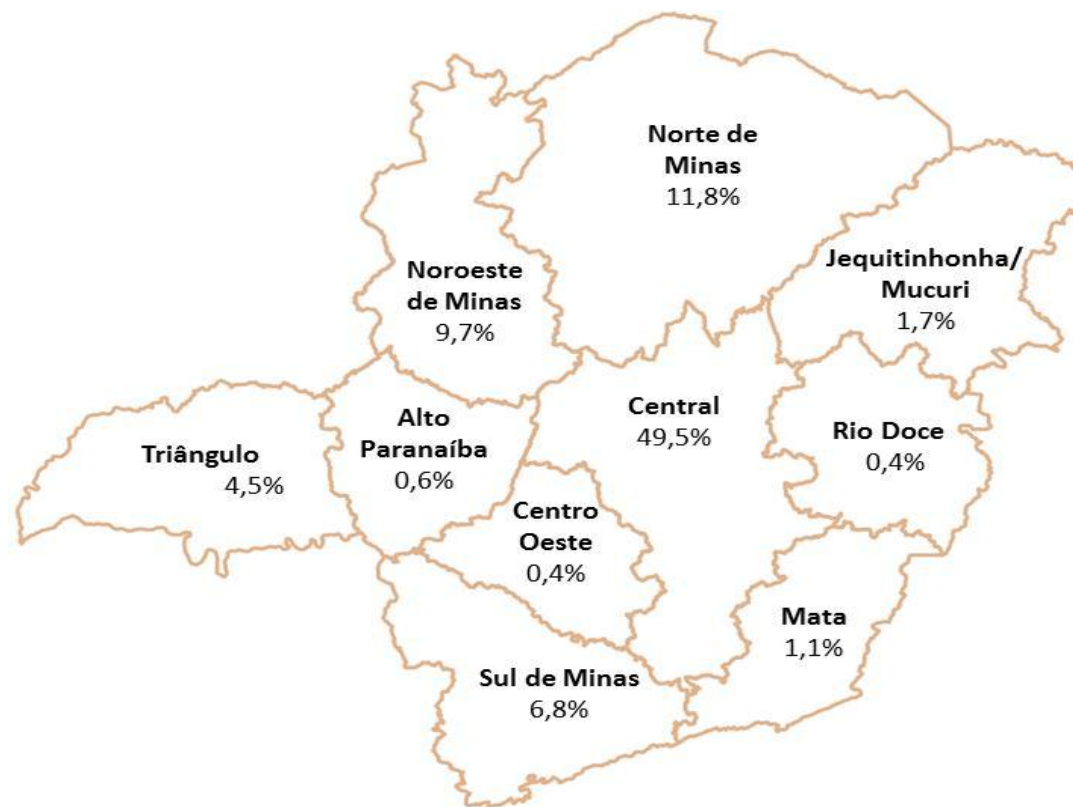 Norte de
Minas
11,8%
Jequitinhonha/
Mucuri
1,7%
Noroeste
de Minas
9,7%
Central
49,5%
Alto
Paranaíba
0,6%
Rio Doce
0,4%
Triângulo
4,5%
Centro
Oeste
0,4%
Mata
1,1%
Sul de Minas
6,8%